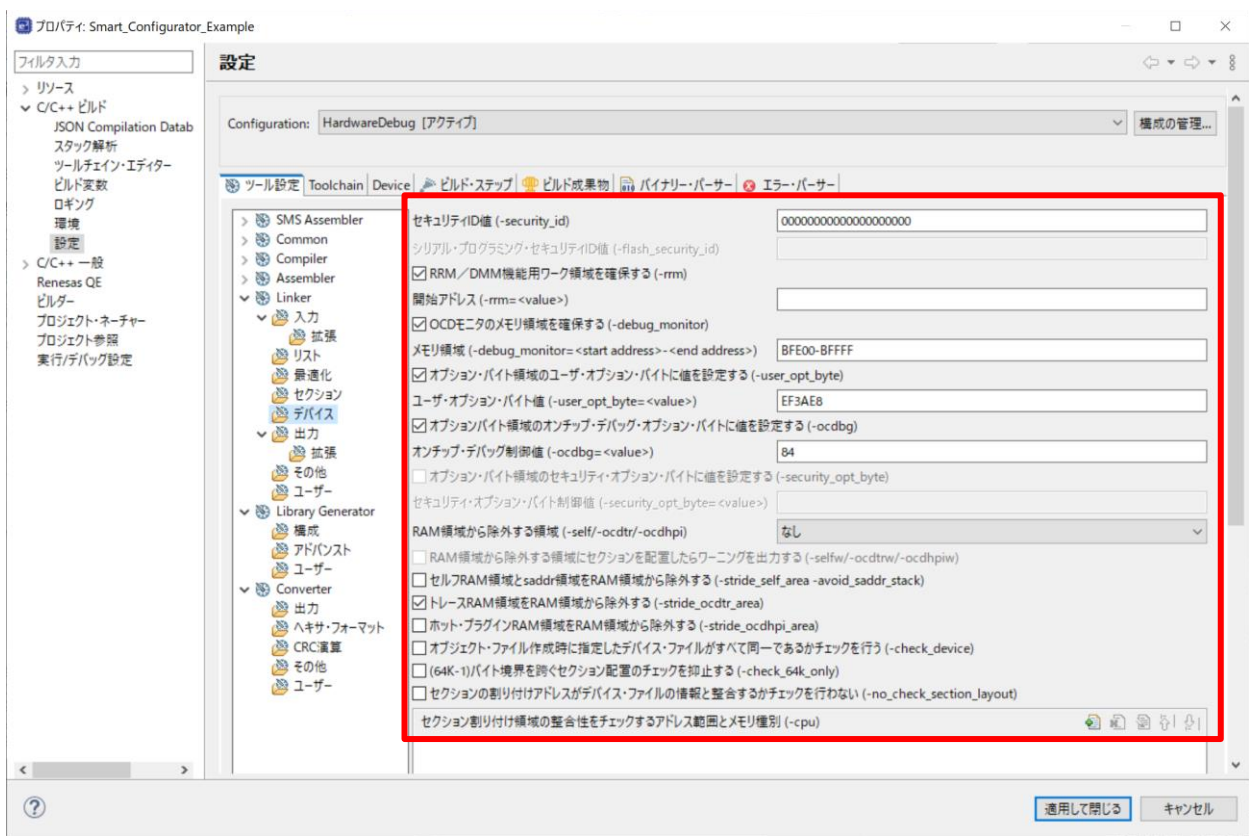 プロパティ: Smart_Configurator_Example
フィルタ入力
設定
リソース
C/C++ ビルド
JSON Compilation Datab
スタック解析
ツールチェイン・エディター
ビルド変数
ロギング
環境
設定
C/C++ 一般
Renesas QE
ビルダー
プロジェクト・ネーチャー
プロジェクト参照
実行/デバッグ設定
Configuration: HardwareDebug [アクティブ] 構成の管理...
ツール設定 Toolchain Device ビルド・ステップ ビルド成果物 バイナリー・パーサー エラー・パーサー
SMS Assembler
Common
Compiler
Assembler
Linker
入力
拡張
リスト
最適化
セクション
デバイス
出力
拡張
その他
ユーザー
Library Generator
構成
アドバンスト
ユーザー
Converter
出力
ヘキサ・フォーマット
CRC演算
その他
ユーザー
セキュリティID値 (-security_id) 00000000000000000000
シリアル・プログラミング・セキュリティID値 (-flash_security_id)
RRM／DMM機能用ワーク領域を確保する (-rrm)
開始アドレス (-rrm=<value>)
OCDモニタのメモリ領域を確保する (-debug_monitor)
メモリ領域 (-debug_monitor=<start address>-<end address>) BFE00-BFFFF
オプション・バイト領域のユーザ・オプション・バイトに値を設定する (-user_opt_byte)
ユーザ・オプション・バイト値 (-user_opt_byte=<value>) EF3AE8
オプションバイト領域のオンチップ・デバッグ・オプション・バイトに値を設定する (-ocdbg)
オンチップ・デバッグ制御値 (-ocdbg=<value>) 84
オプション・バイト領域のセキュリティ・オプション・バイトに値を設定する (-security_opt_byte)
セキュリティ・オプション・バイト制御値 (-security_opt_byte=<value>)
RAM領域から除外する領域 (-self/-ocdtr/-ocdhpi) なし
RAM領域から除外する領域にセクションを配置したらワーニングを出力する (-selfw/-ocdtrw/-ocdhpiw)
セルフRAM領域とsaddr領域をRAM領域から除外する (-stride_self_area -avoid_saddr_stack)
トレースRAM領域をRAM領域から除外する (-stride_ocdtr_area)
ホット・プラグインRAM領域をRAM領域から除外する (-stride_ocdhpi_area)
オブジェクト・ファイル作成時に指定したデバイス・ファイルがすべて同一であるかチェックを行う (-check_device)
(64K-1)バイト境界を跨ぐセクション配置のチェックを抑止する (-check_64k_only)
セクションの割り付けアドレスがデバイス・ファイルの情報と整合するかチェックを行わない (-no_check_section_layout)
セクション割り付け領域の整合性をチェックするアドレス範囲とメモリ種別 (-cpu)
適用して閉じる キャンセル